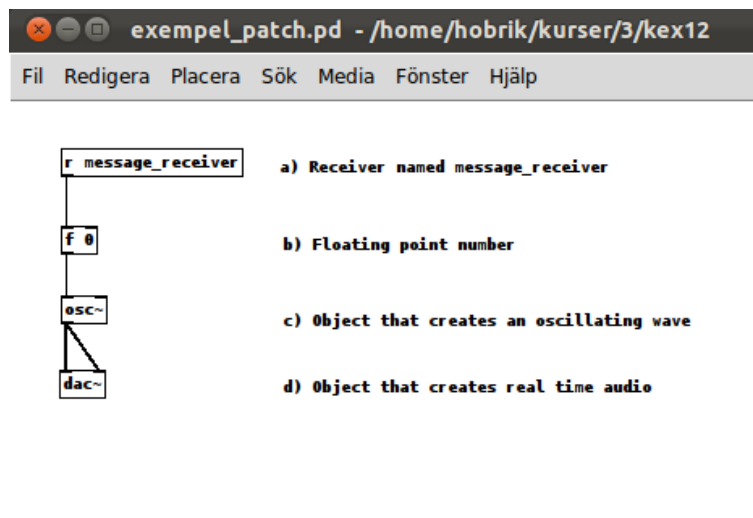 exempel_patch.pd - /home/hobrik/kurser/3/kex12
Fil Redigera Placera Sök Media Fönster Hjälp
r message_receiver a) Receiver named message_receiver
f 0 b) Floating point number
osc~ c) Object that creates an oscillating wave
dac~ d) Object that creates real time audio